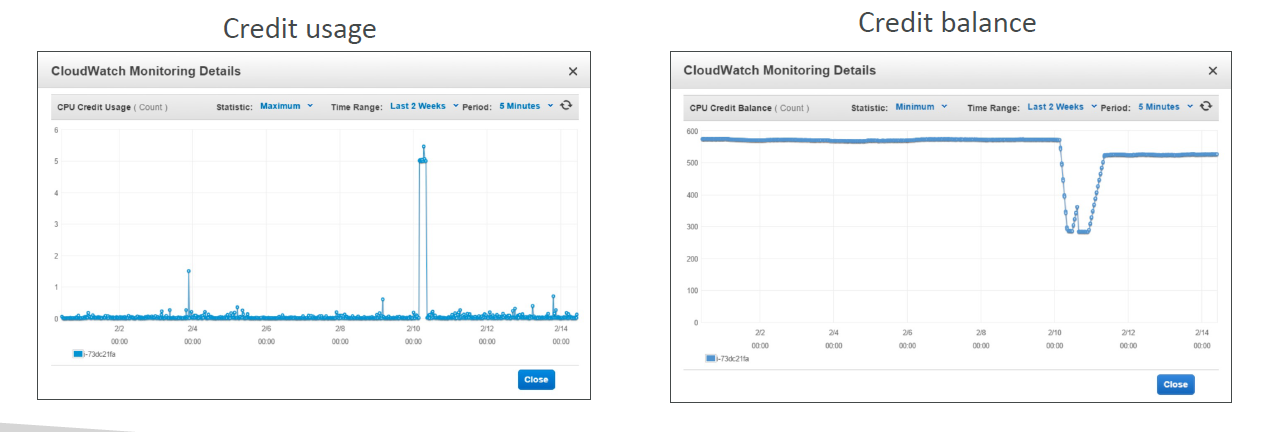 Credit usage
CloudWatch Monitoring Details ×
CPU Credit Usage ( Count ) Statistic: Maximum Time Range: Last 2 Weeks Period: 5 Minutes
6
5
4
3
2
1
0
2/2 2/4 2/6 2/8 2/10 2/12 2/14
00:00 00:00 00:00 00:00 00:00 00:00 00:00
i-73dc21fa
Close
Credit balance
CloudWatch Monitoring Details ×
CPU Credit Balance ( Count ) Statistic: Minimum Time Range: Last 2 Weeks Period: 5 Minutes
600
500
400
300
200
100
0
2/2 2/4 2/6 2/8 2/10 2/12 2/14
00:00 00:00 00:00 00:00 00:00 00:00 00:00
i-73dc21fa
Close